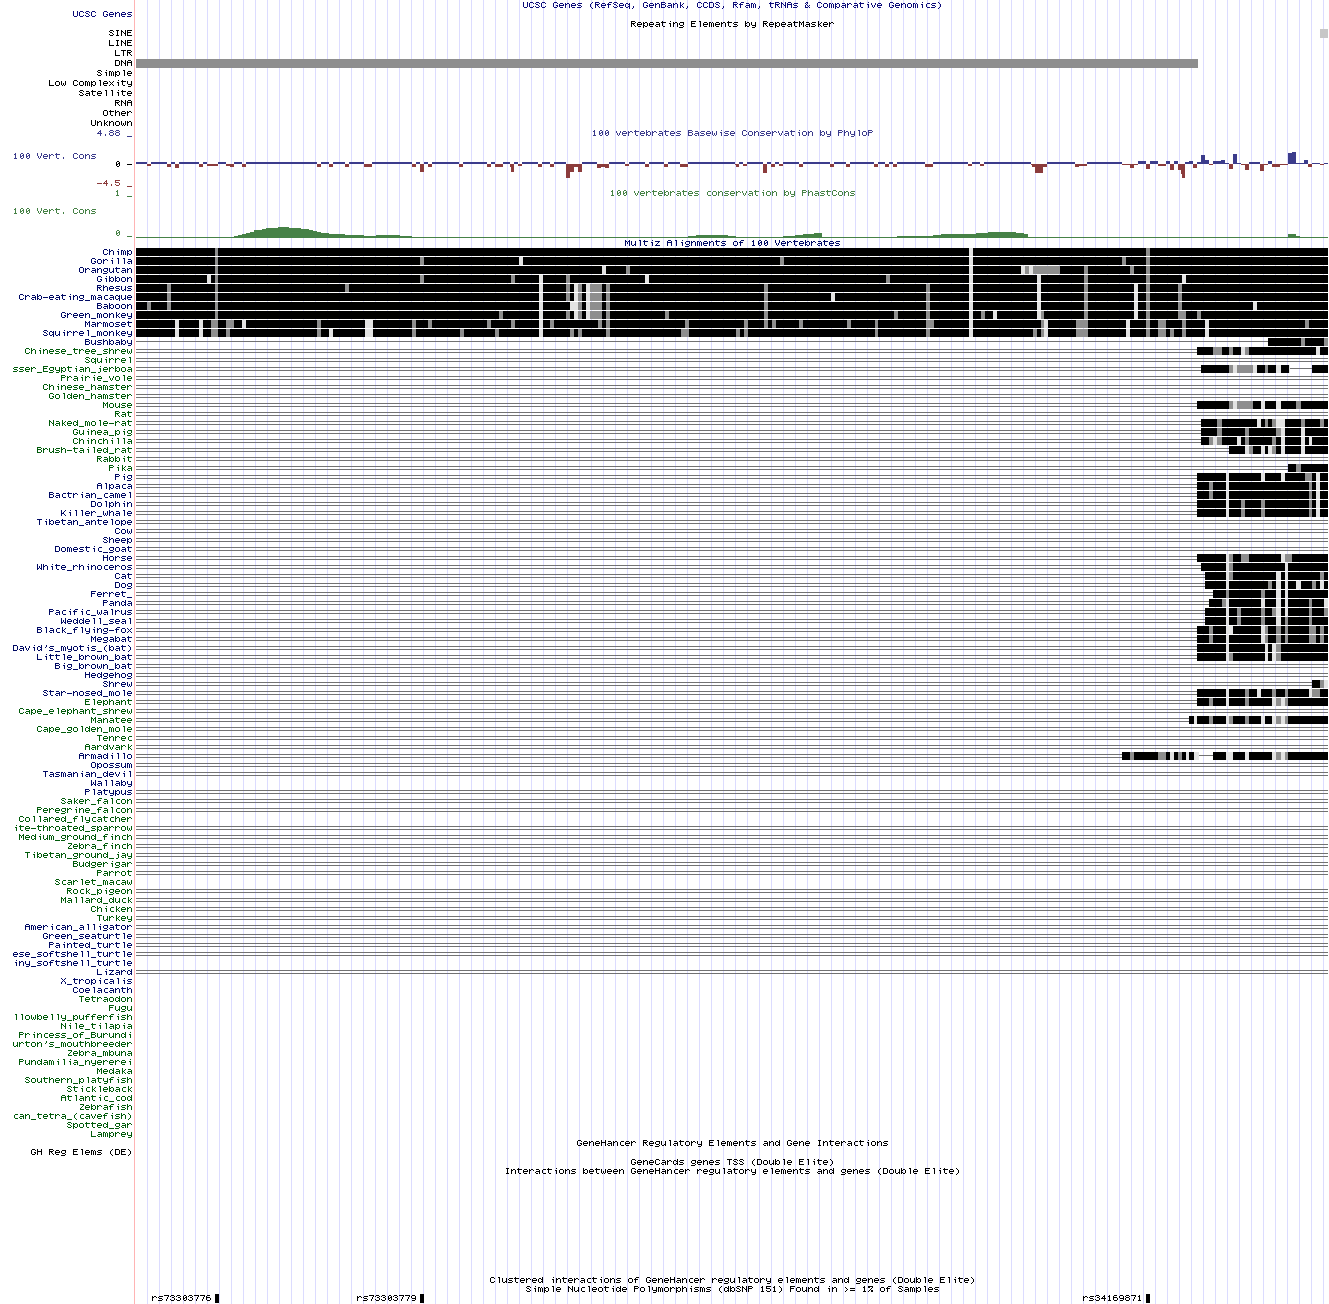 UCSC Genes (RefSeq, GenBank, CCDS, Rfam, tRNAs & Comparative Genomics)
UCSC Genes
Repeating Elements by RepeatMasker
SINE
LINE
LTR
DNA
Simple
Low Complexity
Satellite
RNA
Other
Unknown
4.88 _
100 vertebrates Basewise Conservation by PhyloP
100 Vert. Cons
0 _
-4.5 _
100 vertebrates conservation by PhastCons
1 _
100 Vert. Cons
0 _
Multiz Alignments of 100 Vertebrates
Chimp
Gorilla
Orangutan
Gibbon
Rhesus
Crab-eating_macaque
Baboon
Green_monkey
Marmoset
Squirrel_monkey
Bushbaby
Chinese_tree_shrew
Squirrel
sser_Egyptian_jerboa
Prairie_vole
Chinese_hamster
Golden_hamster
Mouse
Rat
Naked_mole-rat
Guinea_pig
Chinchilla
Brush-tailed_rat
Rabbit
Pika
Pig
Alpaca
Bactrian_camel
Dolphin
Killer_whale
Tibetan_antelope
Cow
Sheep
Domestic_goat
Horse
White_rhinoceros
Cat
Dog
Ferret_
Panda
Pacific_walrus
Weddell_seal
Black_flying-fox
Megabat
David's_myotis_(bat)
Little_brown_bat
Big_brown_bat
Hedgehog
Shrew
Star-nosed_mole
Elephant
Cape_elephant_shrew
Manatee
Cape_golden_mole
Tenrec
Aardvark
Armadillo
Opossum
Tasmanian_devil
Wallaby
Platypus
Saker_falcon
Peregrine_falcon
Collared_flycatcher
ite-throated_sparrow
Medium_ground_finch
Zebra_finch
Tibetan_ground_jay
Budgerigar
Parrot
Scarlet_macaw
Rock_pigeon
Mallard_duck
Chicken
Turkey
American_alligator
Green_seaturtle
Painted_turtle
ese_softshell_turtle
iny_softshell_turtle
Lizard
X_tropicalis
Coelacanth
Tetraodon
Fugu
llowbelly_pufferfish
Nile_tilapia
Princess_of_Burundi
urton's_mouthbreeder
Zebra_mbuna
Pundamilia_nyererei
Medaka
Southern_platyfish
Stickleback
Atlantic_cod
Zebrafish
can_tetra_(cavefish)
Spotted_gar
Lamprey
GeneHancer Regulatory Elements and Gene Interactions
GH Reg Elems (DE)
GeneCards genes TSS (Double Elite)
Interactions between GeneHancer regulatory elements and genes (Double Elite)
Clustered interactions of GeneHancer regulatory elements and genes (Double Elite)
Simple Nucleotide Polymorphisms (dbSNP 151) Found in >= 1% of Samples
rs73303776 rs73303779 rs34169871